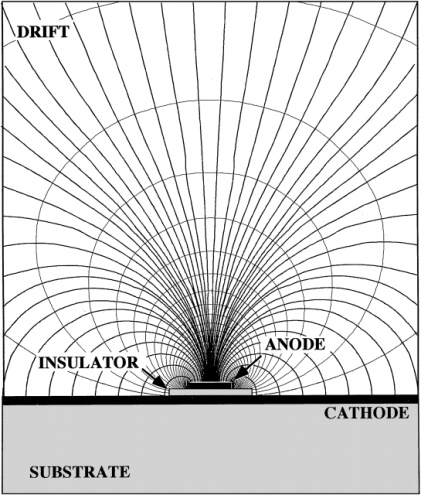 DRIFT
ANODE
INSULATOR
CATHODE
SUBSTRATE